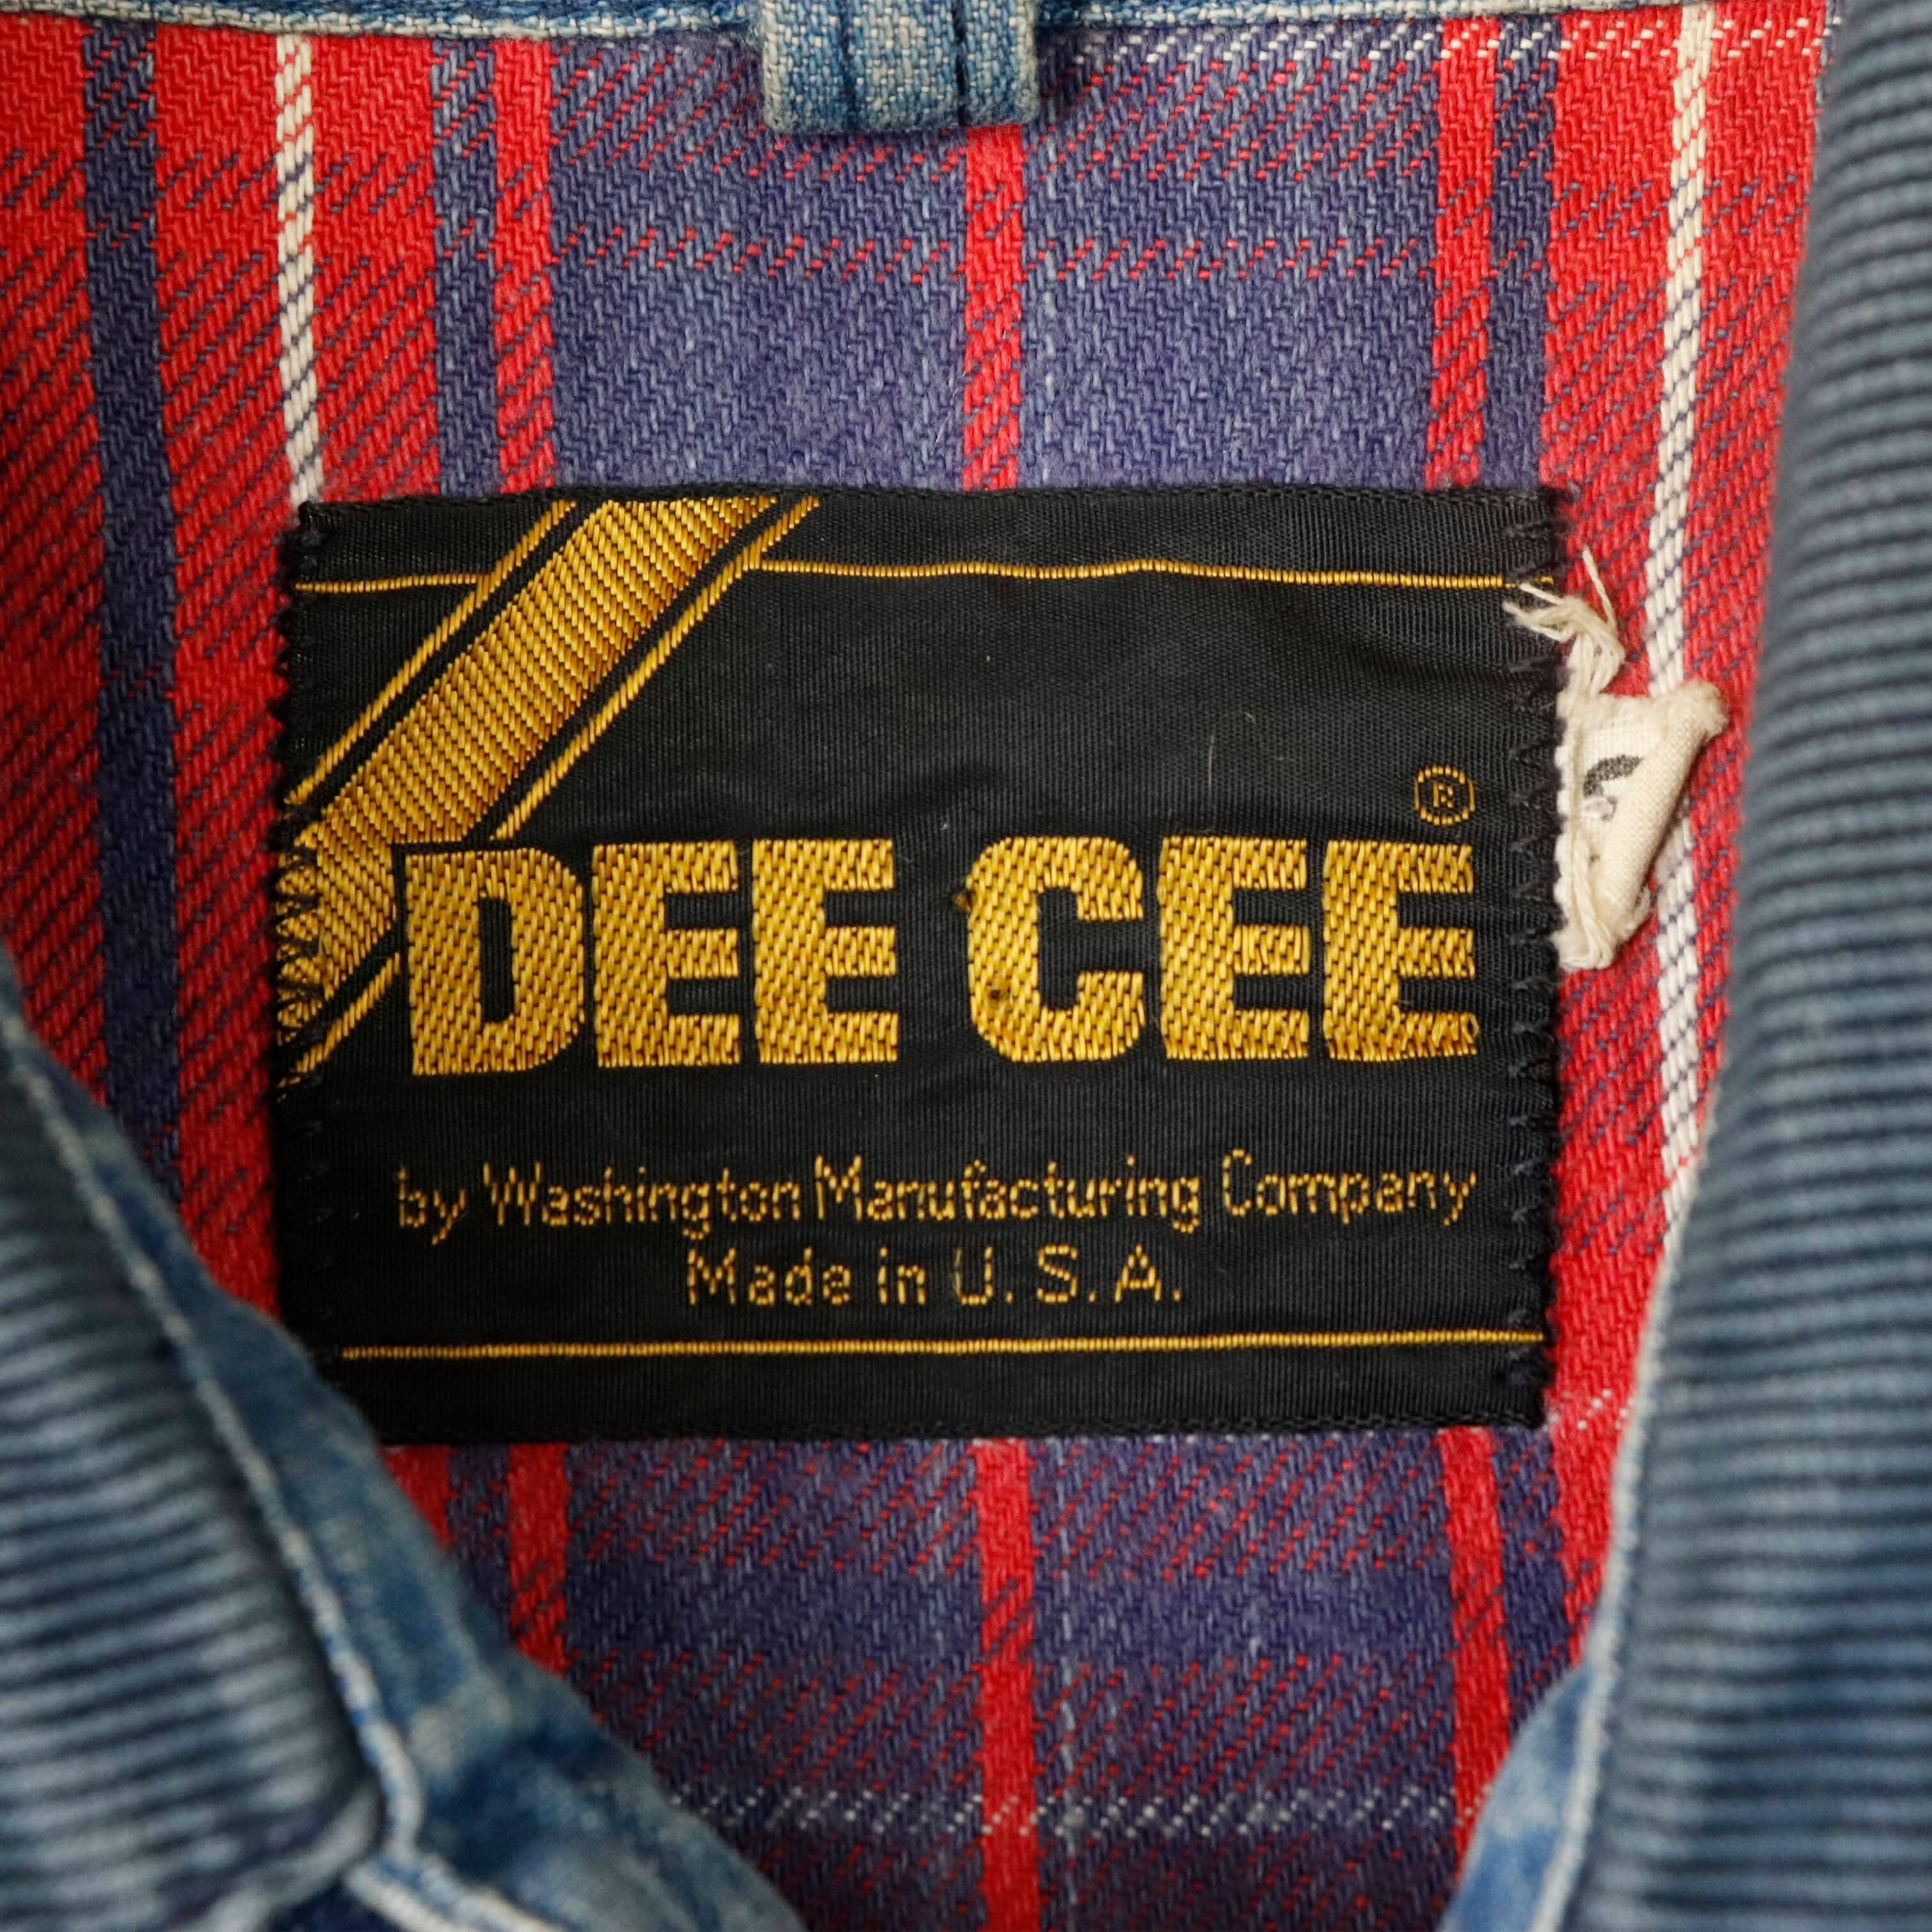 ®
DEE CEE
by Washington Manufacturing Company
Made in U.S.A.